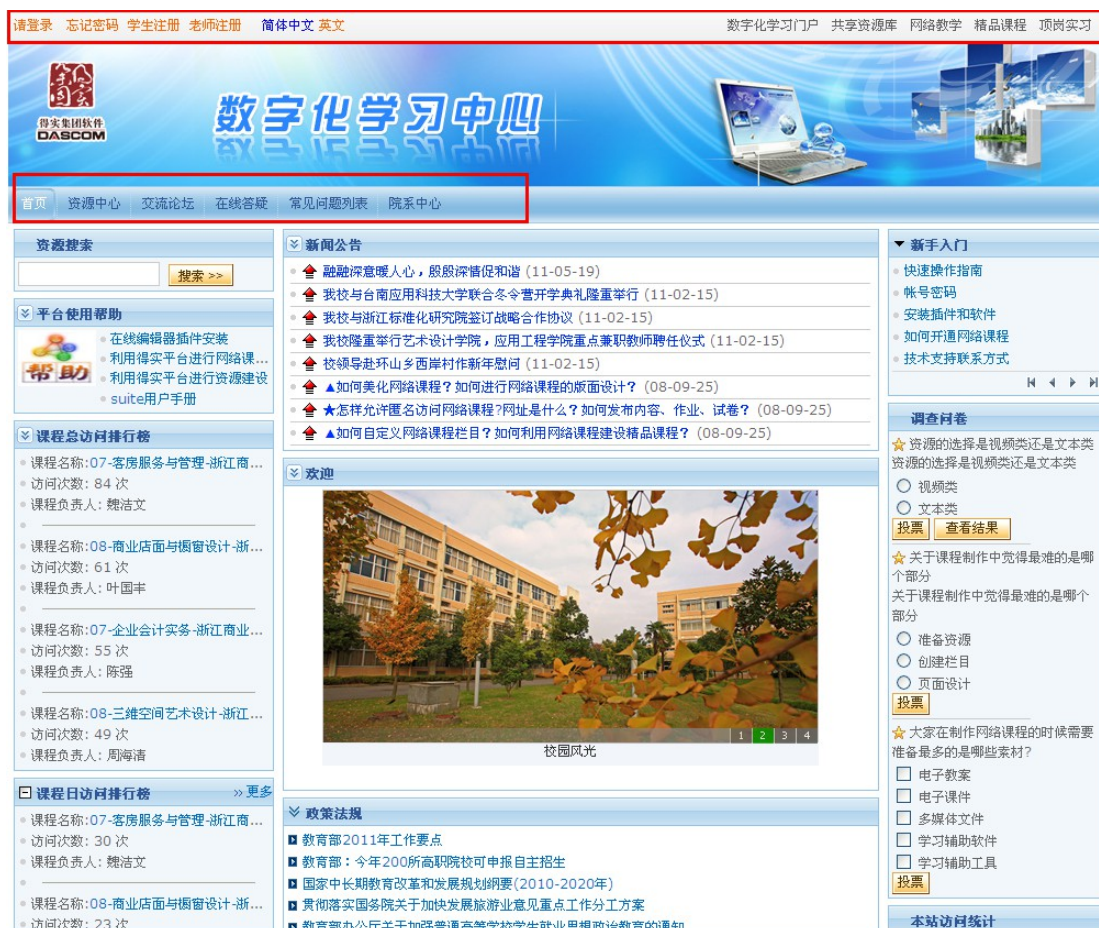 请登录 忘记密码 学生注册 老师注册 简体中文 英文 数字化学习门户 共享资源库 网络教学 精品课程 顶岗实习
得实集团软件
DASCOM
数字化学习中心
首页 资源中心 交流论坛 在线答疑 常见问题列表 院系中心
资源搜索
搜索 >>
平台使用帮助
帮助
在线编辑器插件安装
利用得实平台进行网络课...
利用得实平台进行资源建设
suite用户手册
课程总访问排行榜
课程名称:07-客房服务与管理-浙江商...
访问次数: 84 次
课程负责人: 魏洁文
课程名称:08-商业店面与橱窗设计-浙...
访问次数: 61 次
课程负责人: 叶国丰
课程名称:07-企业会计实务-浙江商业...
访问次数: 55 次
课程负责人: 陈强
课程名称:08-三维空间艺术设计-浙江...
访问次数: 49 次
课程负责人: 周海清
课程日访问排行榜 »更多
课程名称:07-客房服务与管理-浙江商...
访问次数: 30 次
课程负责人: 魏洁文
课程名称:08-商业店面与橱窗设计-浙...
访问次数: 23 次
新闻公告
融融深意暖人心，殷殷深情促和谐 (11-05-19)
我校与台南应用科技大学联合冬令营开学典礼隆重举行 (11-02-15)
我校与浙江标准化研究院签订战略合作协议 (11-02-15)
我校隆重举行艺术设计学院，应用工程学院重点兼职教师聘任仪式 (11-02-15)
校领导赴环山乡西岸村作新年慰问 (11-02-15)
▲如何美化网络课程？如何进行网络课程的版面设计？ (08-09-25)
★怎样允许匿名访问网络课程?网址是什么？如何发布内容、作业、试卷？ (08-09-25)
▲如何自定义网络课程栏目？如何利用网络课程建设精品课程？ (08-09-25)
欢迎
1 2 3 4
校园风光
政策法规
教育部2011年工作要点
教育部：今年200所高职院校可申报自主招生
国家中长期教育改革和发展规划纲要(2010-2020年)
贯彻落实国务院关于加快发展旅游业意见重点工作分工方案
教育部办公厅关于加强普通高等学校学生就业思想政治教育的通知
新手入门
快速操作指南
帐号密码
安装插件和软件
如何开通网络课程
技术支持联系方式
调查问卷
资源的选择是视频类还是文本类
资源的选择是视频类还是文本类
视频类
文本类
投票 查看结果
关于课程制作中觉得最难的是哪
个部分
关于课程制作中觉得最难的是哪个
部分
准备资源
创建栏目
页面设计
投票
大家在制作网络课程的时候需要
准备最多的是哪些素材?
电子教案
电子课件
多媒体文件
学习辅助软件
学习辅助工具
投票
本站访问统计